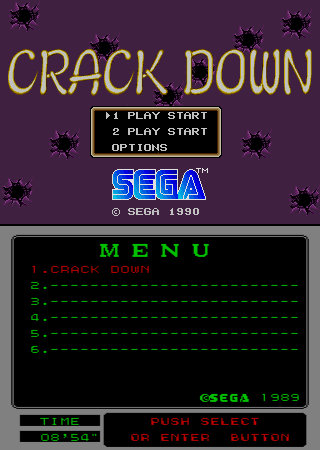 CRACK DOWN
1 PLAY START
2 PLAY START
OPTIONS
SEGA™
© SEGA 1990
MENU
1.CRACK DOWN
2.
3.
4.
5.
6.
©SEGA 1989
TIME
08'54"
PUSH SELECT
OR ENTER BUTTON